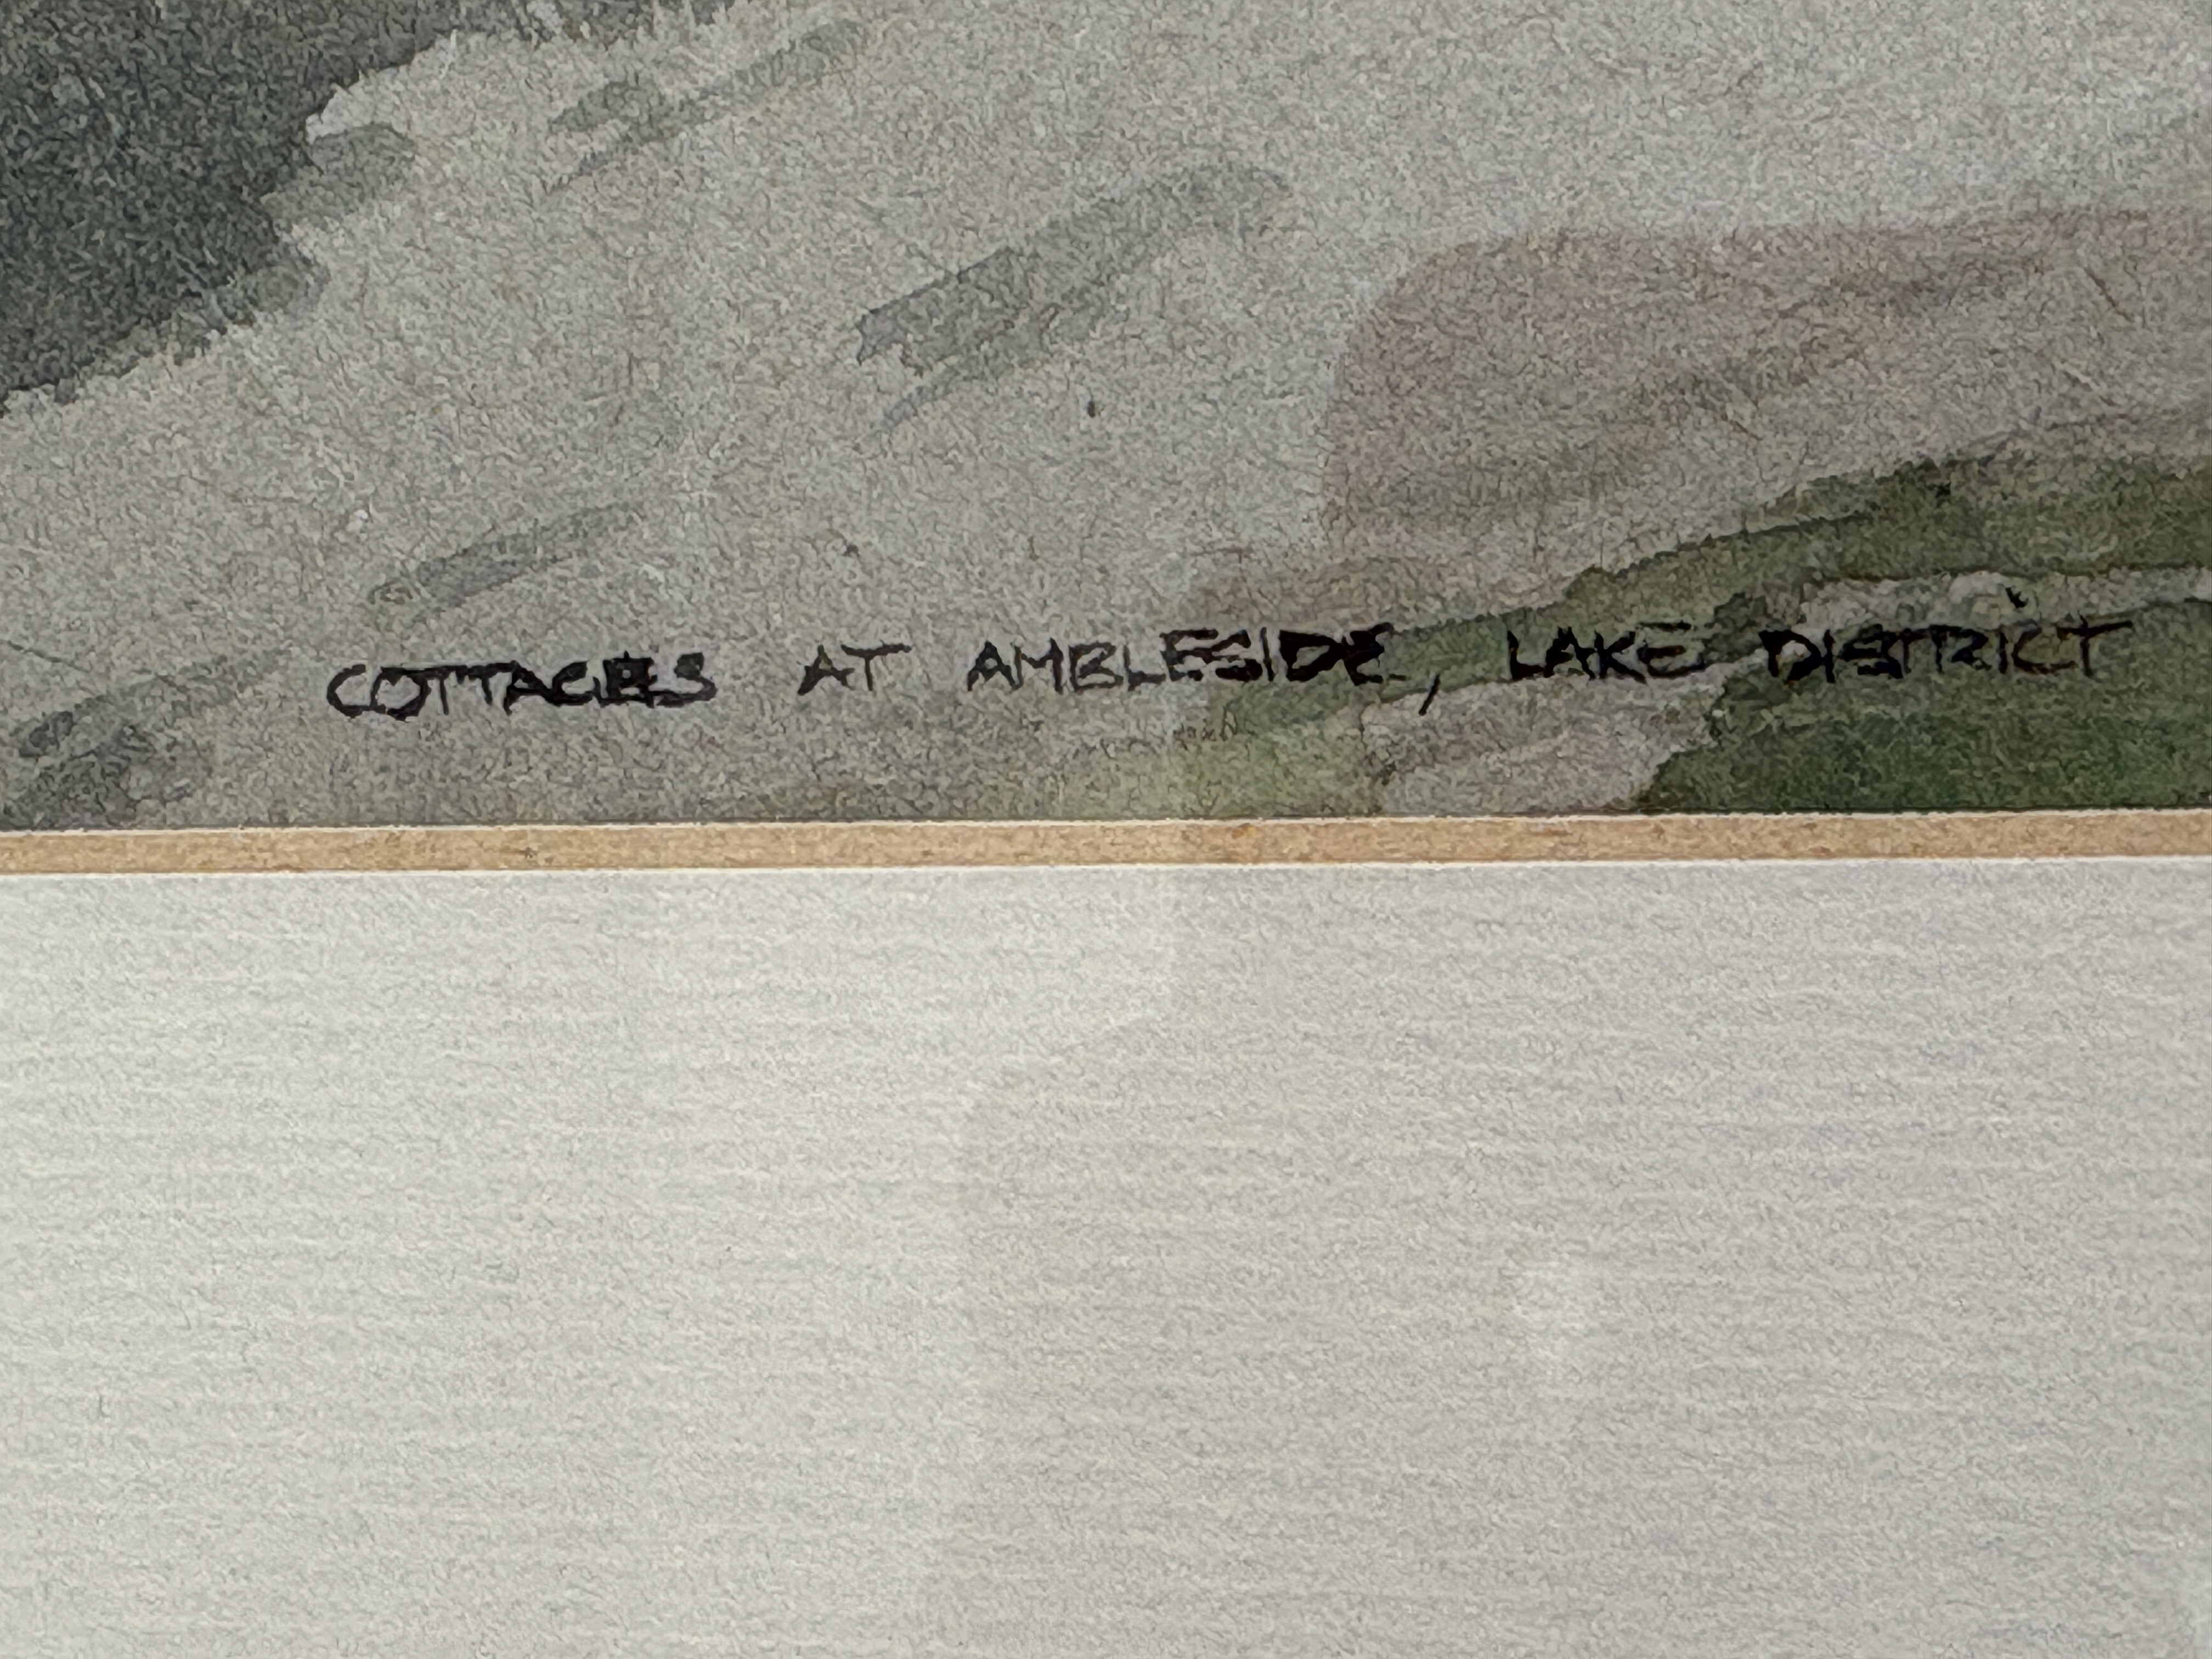 COTTAGES AT AMBLESIDE, LAKE DISTRICT